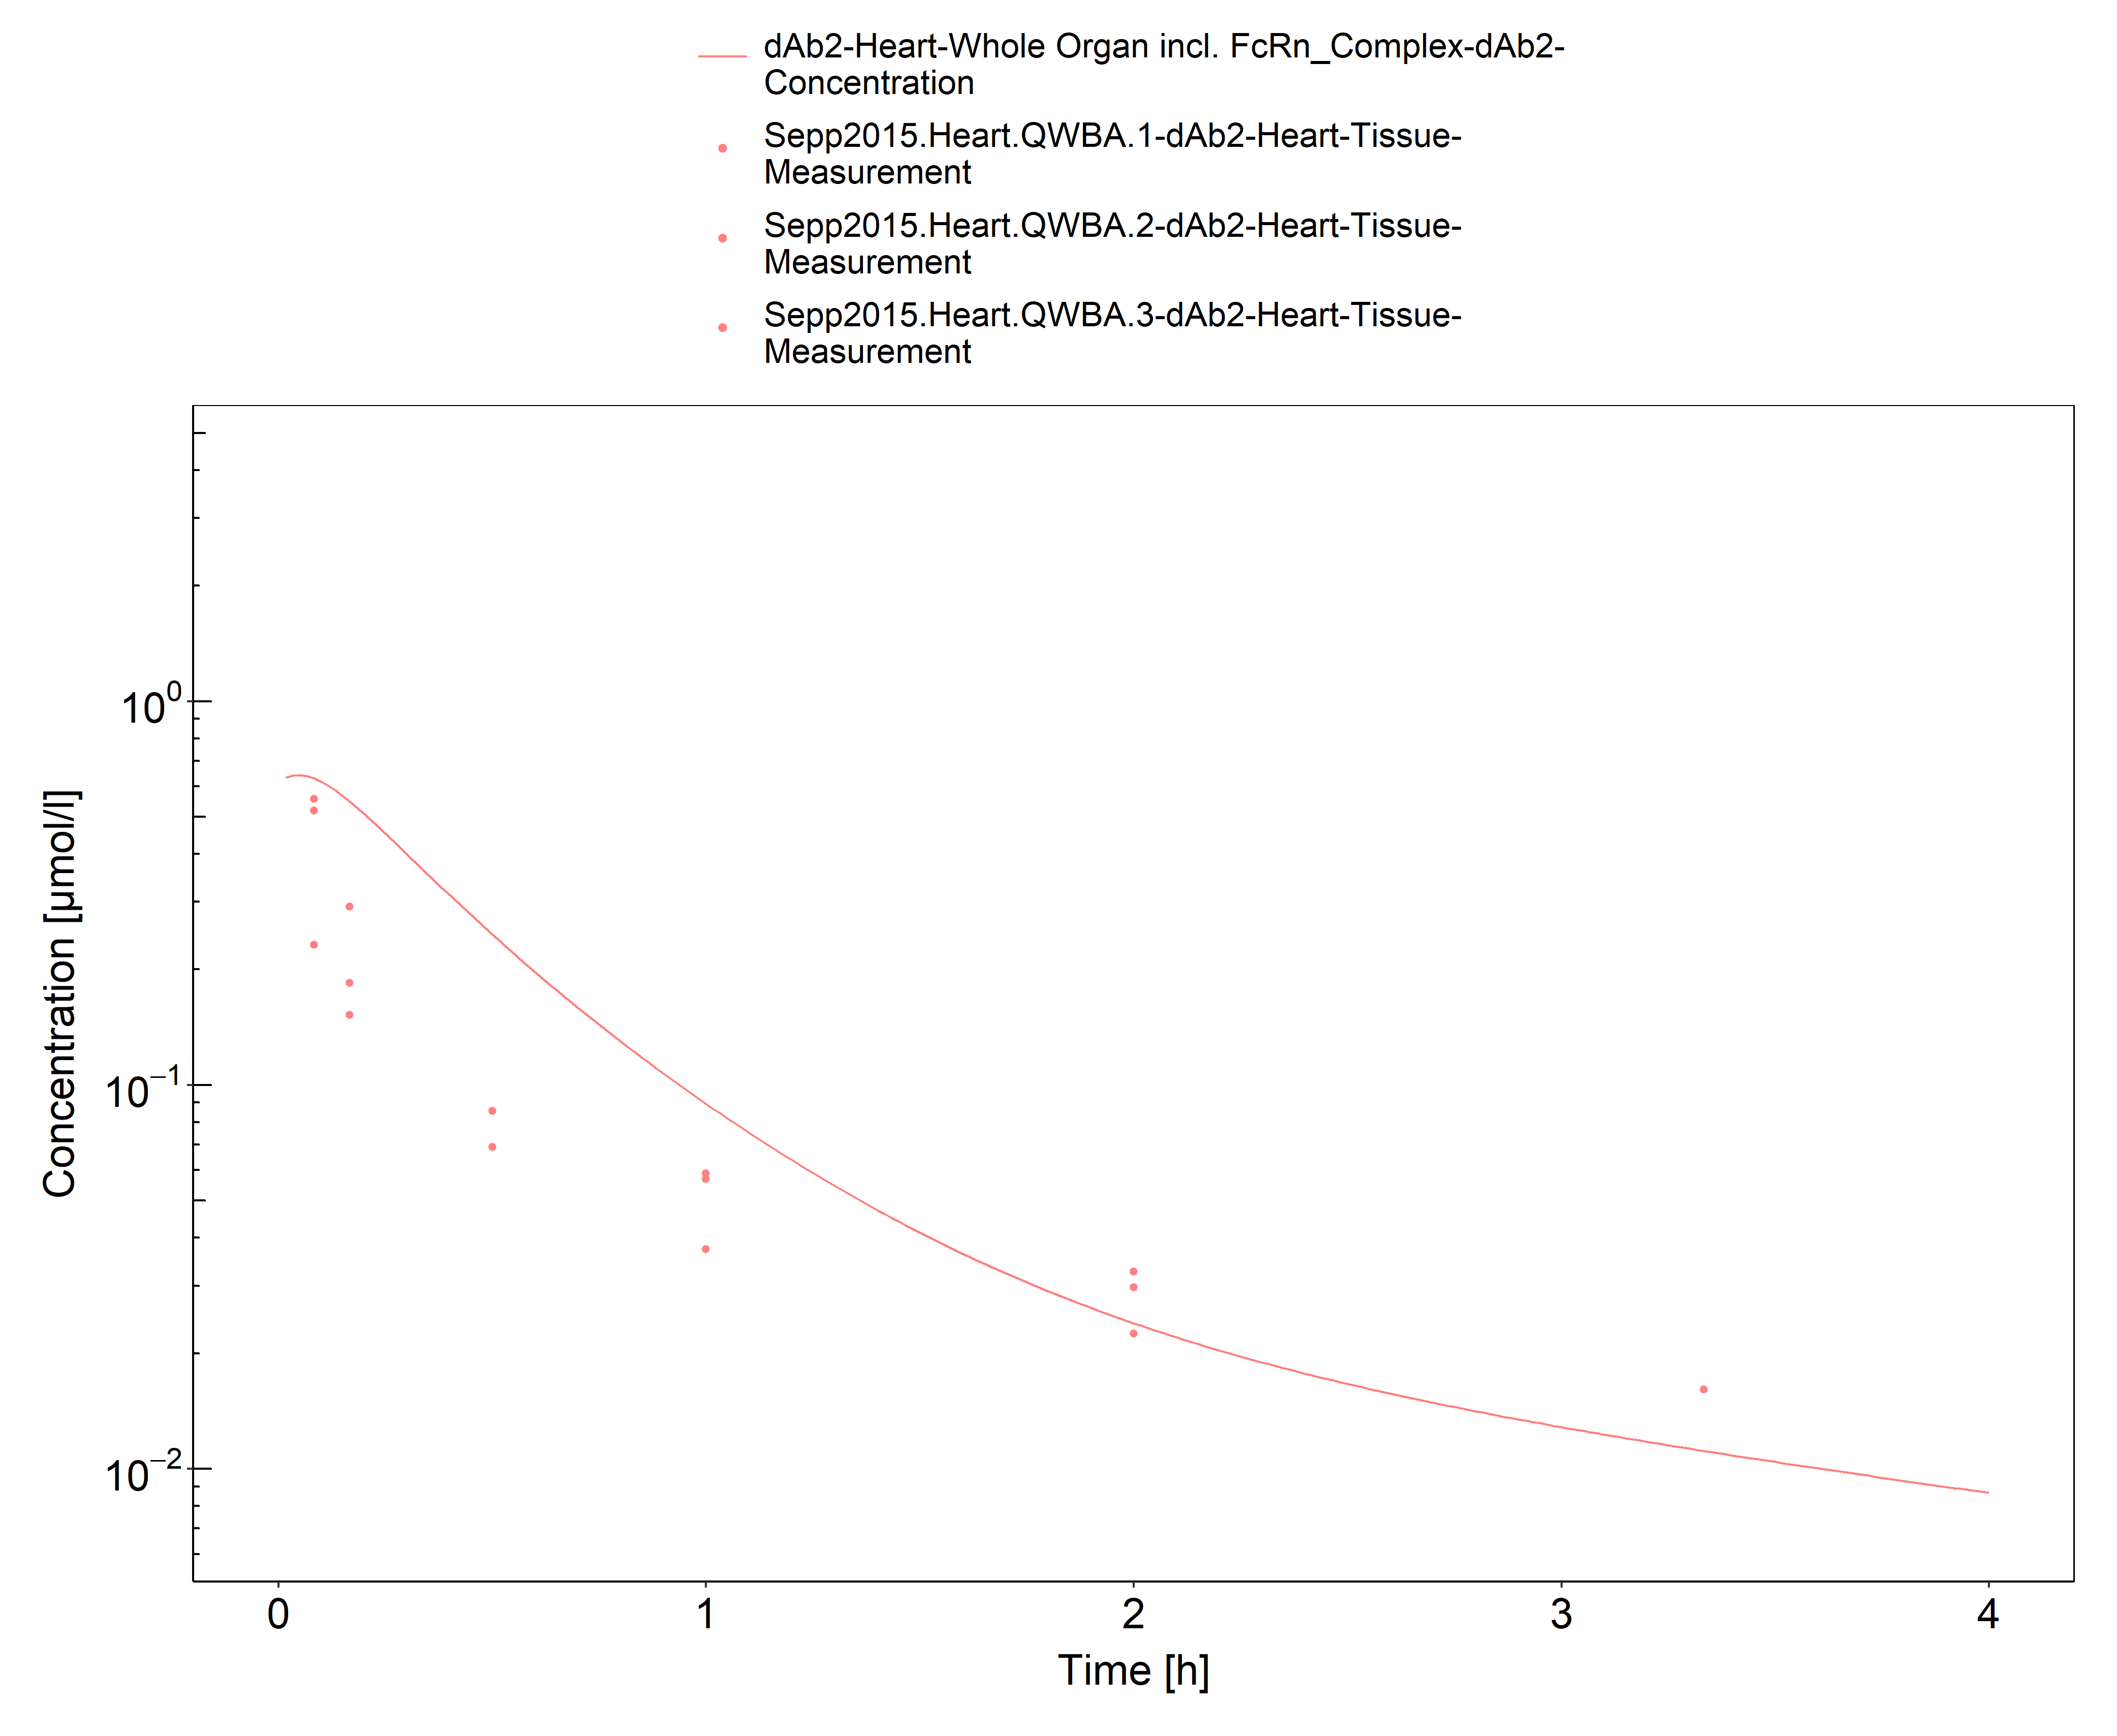 dAb2-Heart-Whole Organ incl. FcRn_Complex-dAb2-
Concentration
Sepp2015.Heart.QWBA.1-dAb2-Heart-Tissue-
Measurement
Sepp2015.Heart.QWBA.2-dAb2-Heart-Tissue-
Measurement
Sepp2015.Heart.QWBA.3-dAb2-Heart-Tissue-
Measurement
Concentration [µmol/l]
10⁰
10⁻¹
10⁻²
0 1 2 3 4
Time [h]